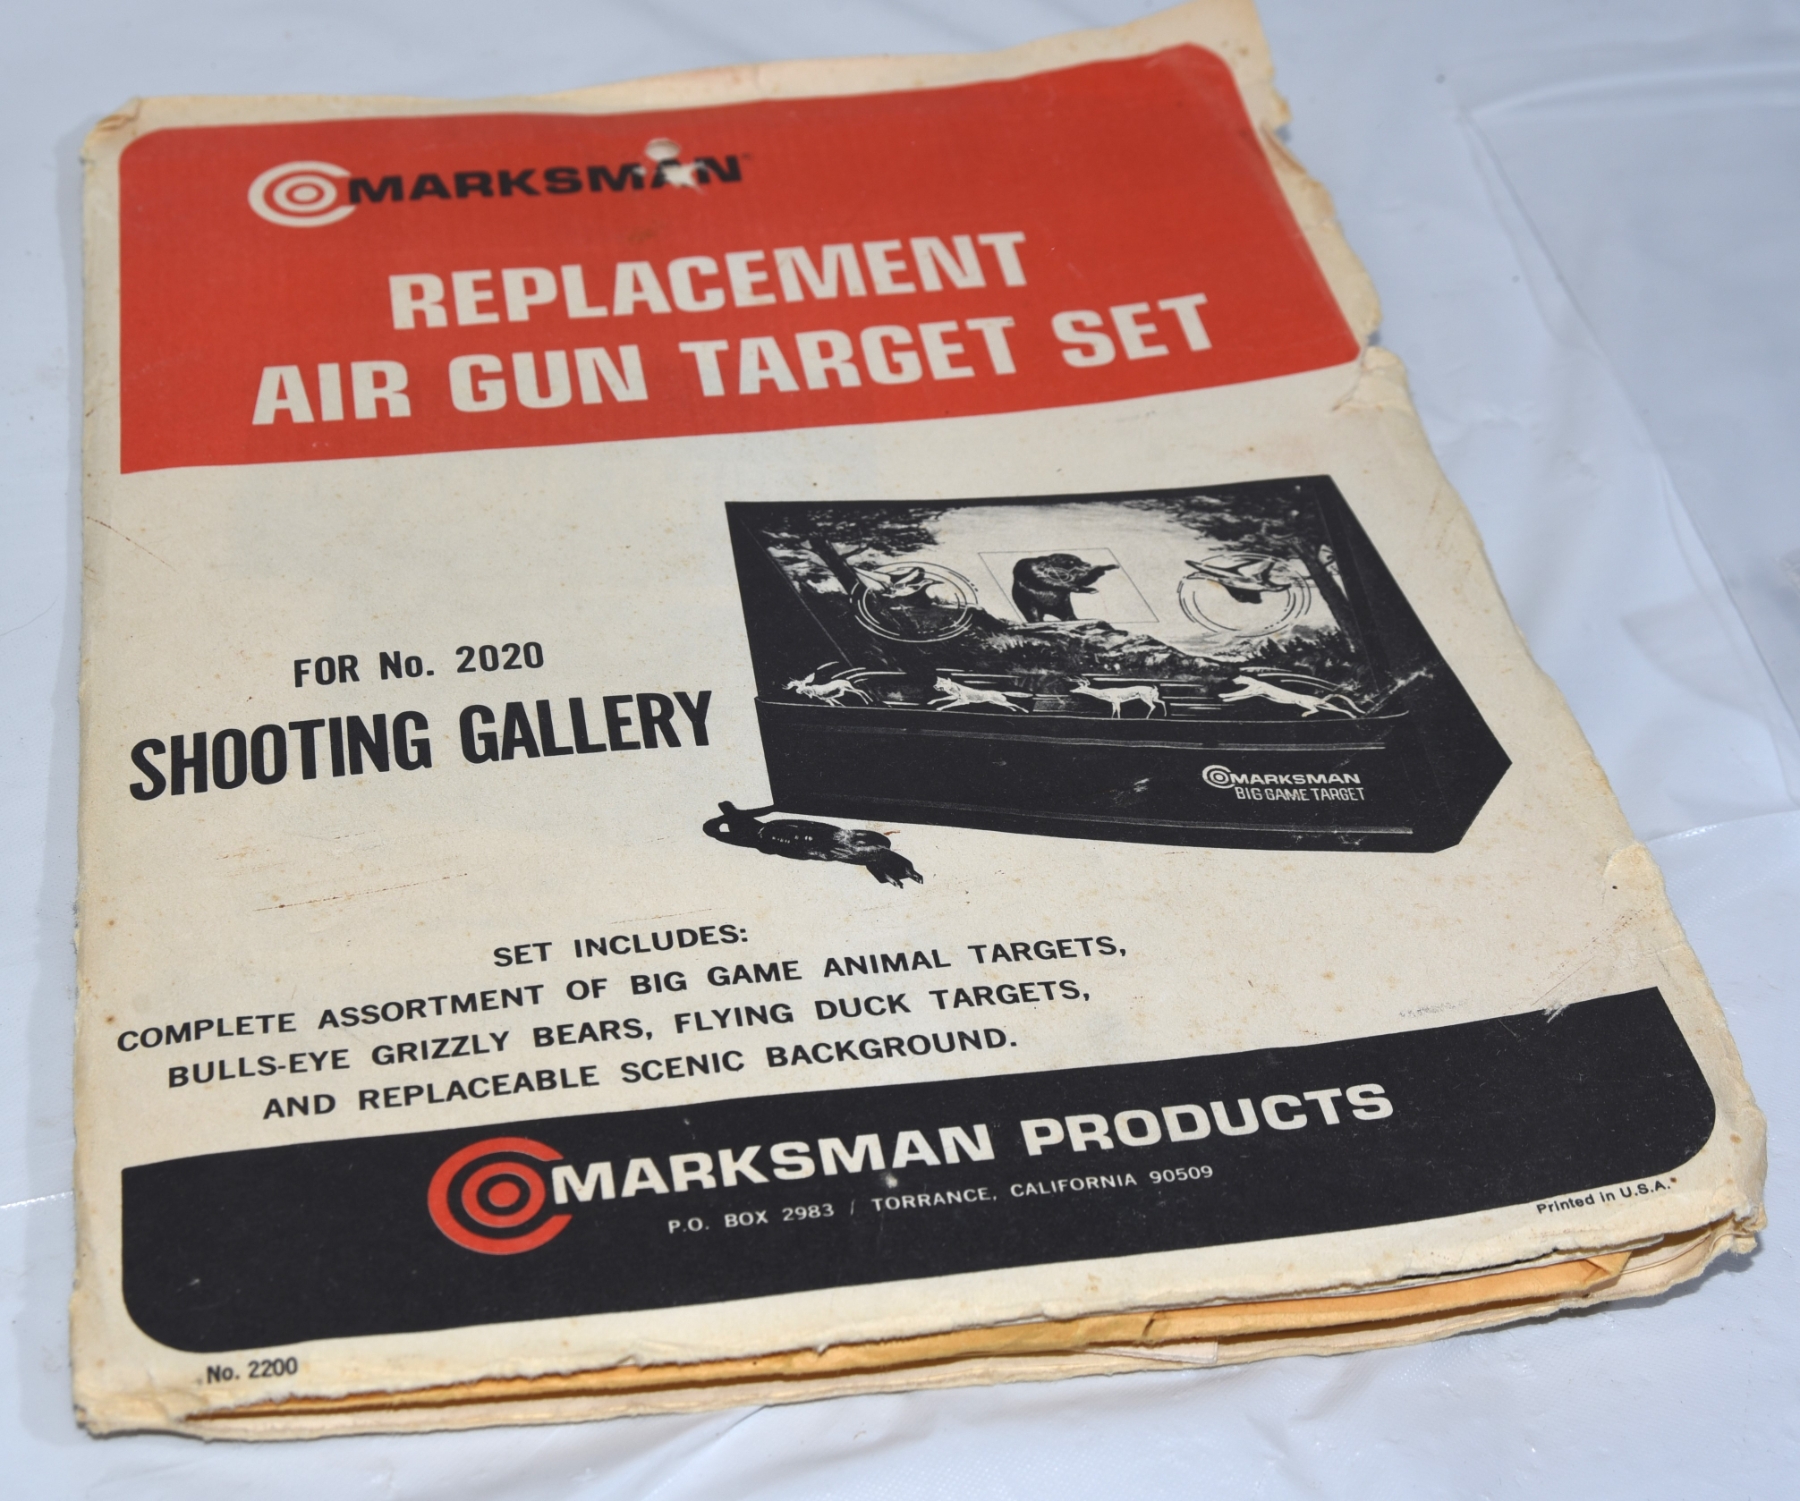 MARKSMAN
REPLACEMENT
AIR GUN TARGET SET
FOR No. 2020
SHOOTING GALLERY
MARKSMAN
BIG GAME TARGET
SET INCLUDES:
COMPLETE ASSORTMENT OF BIG GAME ANIMAL TARGETS,
BULLS-EYE GRIZZLY BEARS, FLYING DUCK TARGETS,
AND REPLACEABLE SCENIC BACKGROUND.
MARKSMAN PRODUCTS
P.O. BOX 2983 / TORRANCE, CALIFORNIA 90509
Printed in U.S.A.
No. 2200